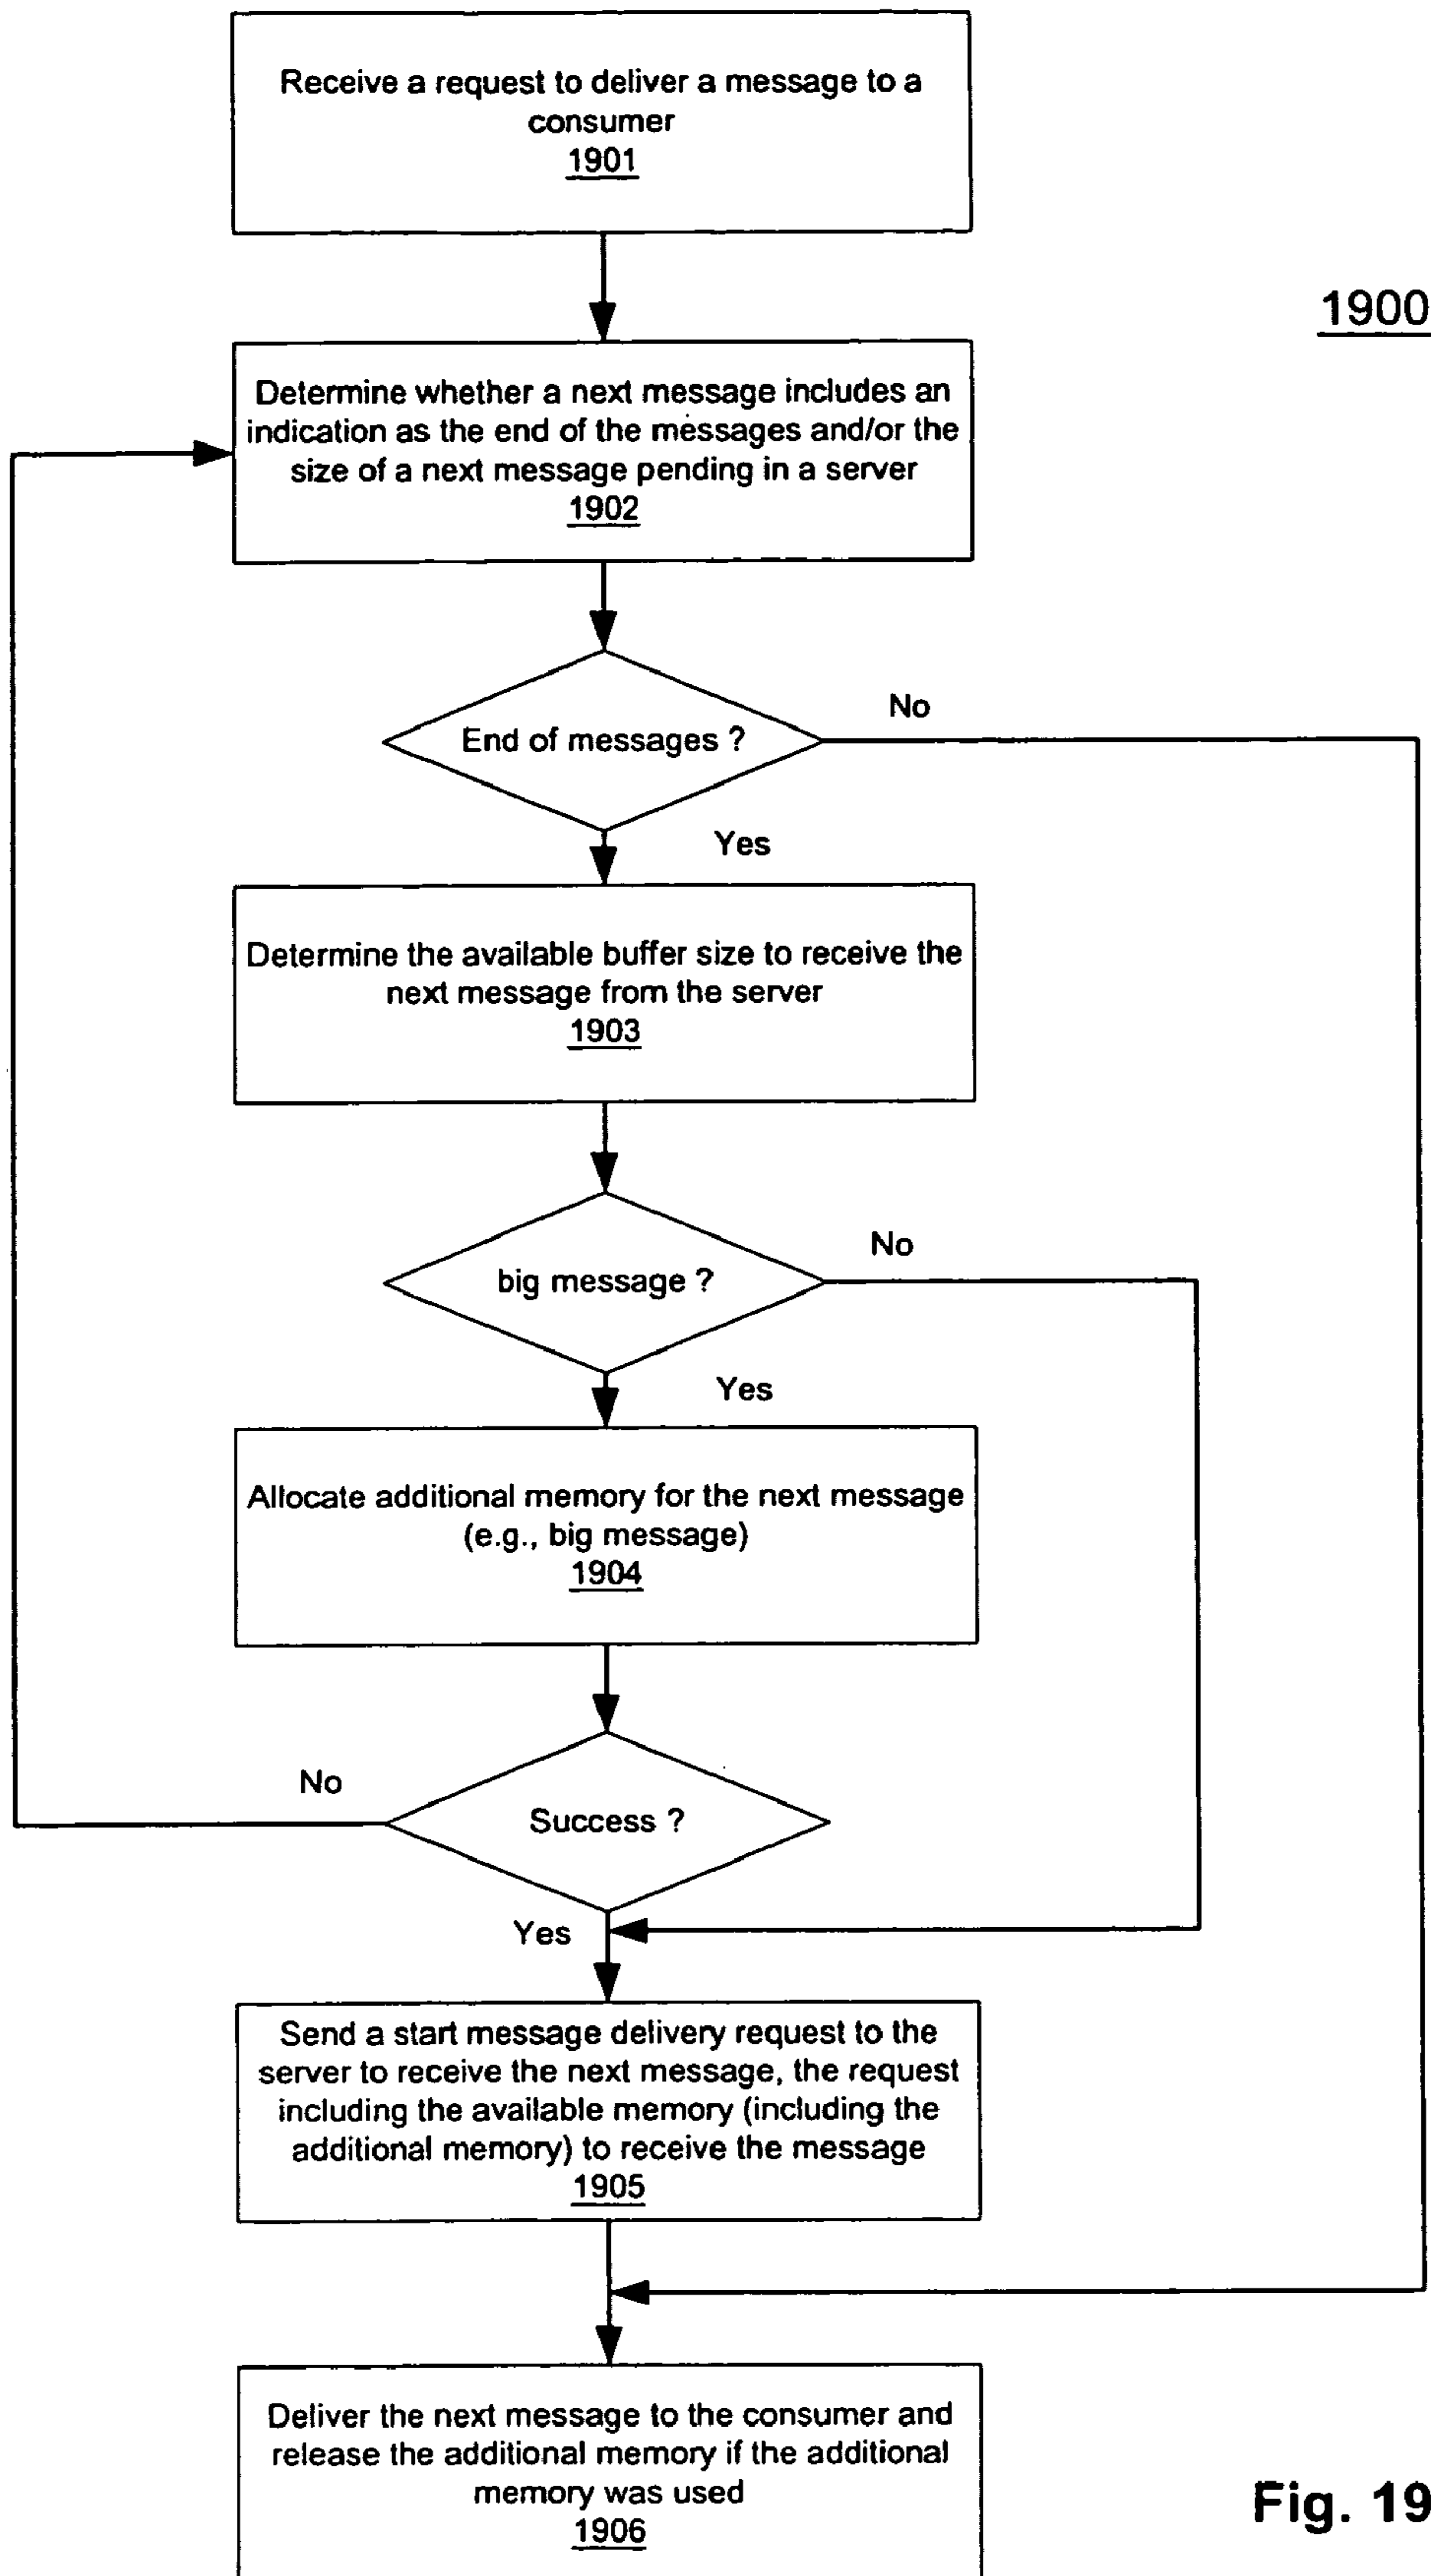 Receive a request to deliver a message to a
consumer
1901
1900
Determine whether a next message includes an
indication as the end of the messages and/or the
size of a next message pending in a server
1902
No
End of messages ?
Yes
Determine the available buffer size to receive the
next message from the server
1903
No
big message ?
Yes
Allocate additional memory for the next message
(e.g., big message)
1904
No
Success ?
Yes
Send a start message delivery request to the
server to receive the next message, the request
including the available memory (including the
additional memory) to receive the message
1905
Deliver the next message to the consumer and
release the additional memory if the additional
memory was used
1906
Fig. 19